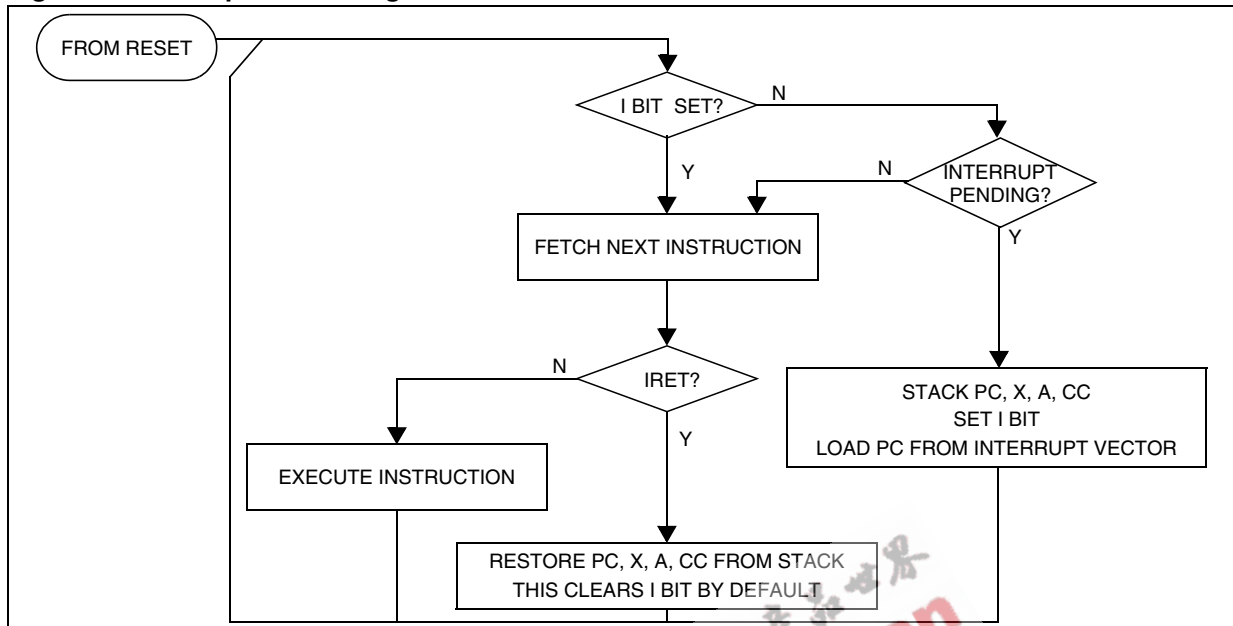 FROM RESET
I BIT SET?
N
Y
INTERRUPT
PENDING?
N
Y
FETCH NEXT INSTRUCTION
IRET?
N
Y
STACK PC, X, A, CC
SET I BIT
LOAD PC FROM INTERRUPT VECTOR
EXECUTE INSTRUCTION
RESTORE PC, X, A, CC FROM STACK
THIS CLEARS I BIT BY DEFAULT